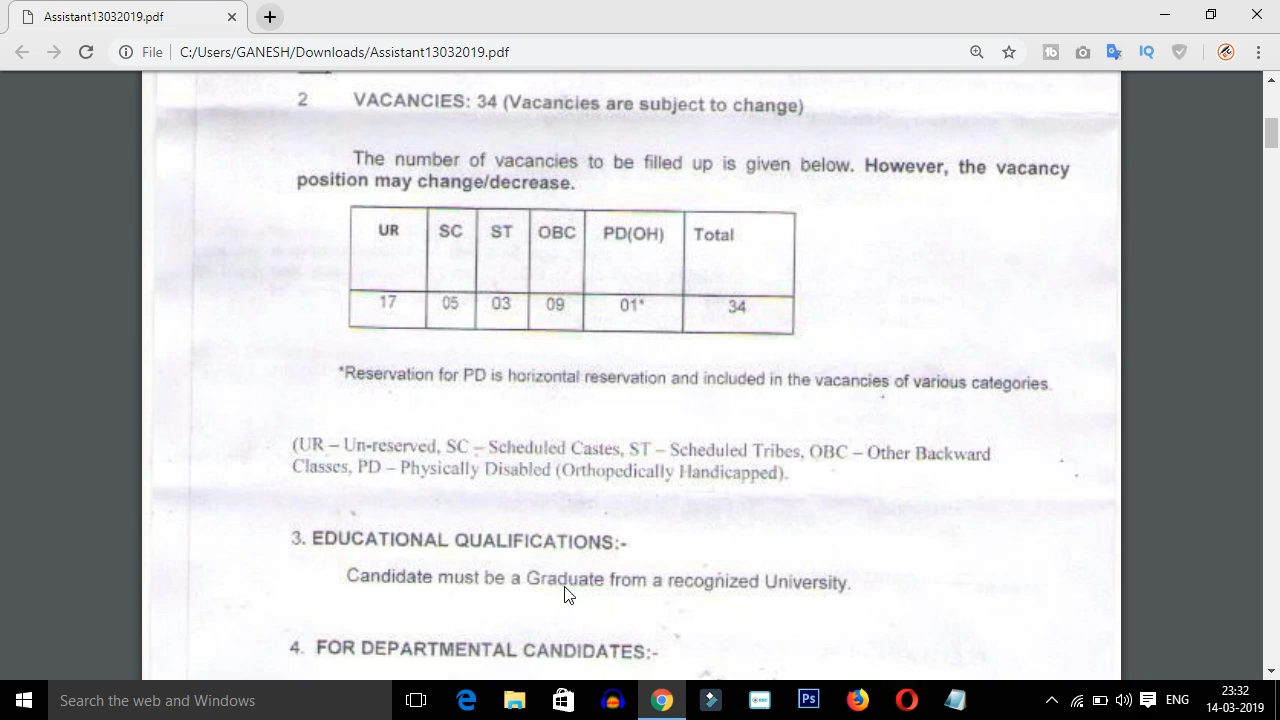 Assistant13032019.pdf
File
C:/Users/GANESH/Downloads/Assistant13032019.pdf
IQ
2 VACANCIES: 34 (Vacancies are subject to change)
The number of vacancies to be filled up is given below. However, the vacancy
position may change/decrease.
UR SC ST OBC PD(OH) Total
17 05 03 09 01* 34
*Reservation for PD is horizontal reservation and included in the vacancies of various categories.
(UR – Un-reserved, SC – Scheduled Castes, ST – Scheduled Tribes, OBC – Other Backward
Classes, PD – Physically Disabled (Orthopedically Handicapped).
3. EDUCATIONAL QUALIFICATIONS:-
Candidate must be a Graduate from a recognized University.
4. FOR DEPARTMENTAL CANDIDATES:-
Search the web and Windows
Ps
ENG
23:32
14-03-2019